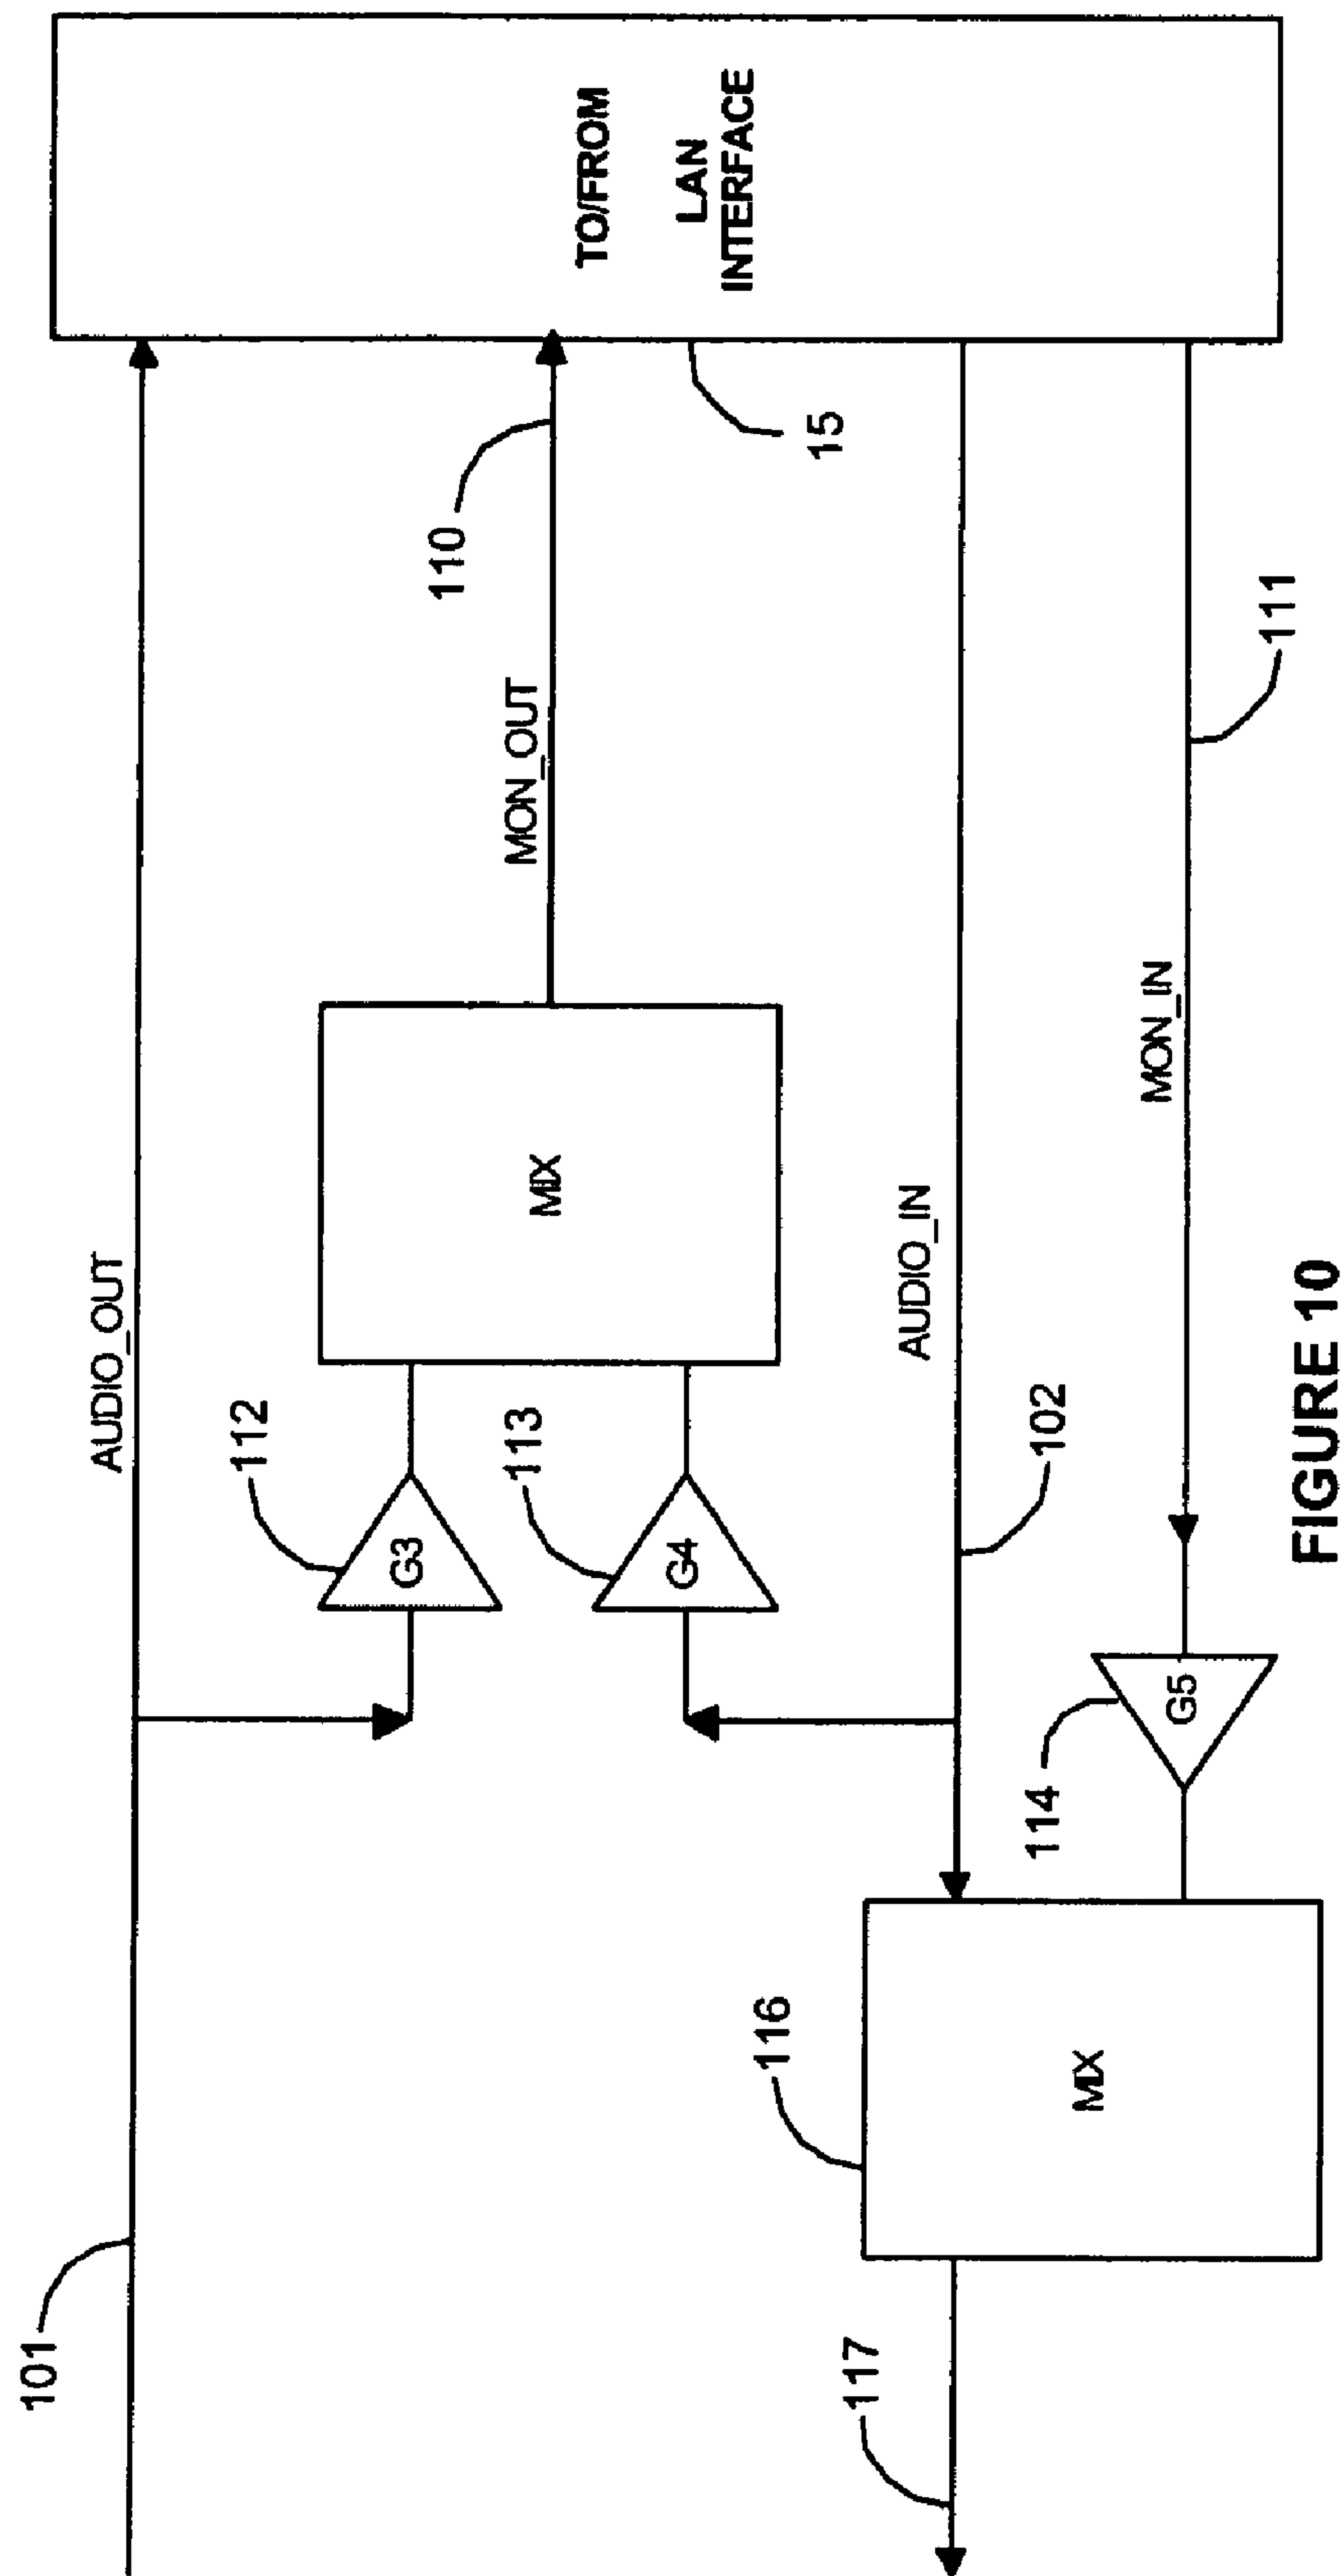 101
AUDIO_OUT
112
G3
113
G4
MIX
MON_OUT
110
TO/FROM
LAN
INTERFACE
15
117
116
MIX
114
G5
102
AUDIO_IN
MON_IN
111
FIGURE 10